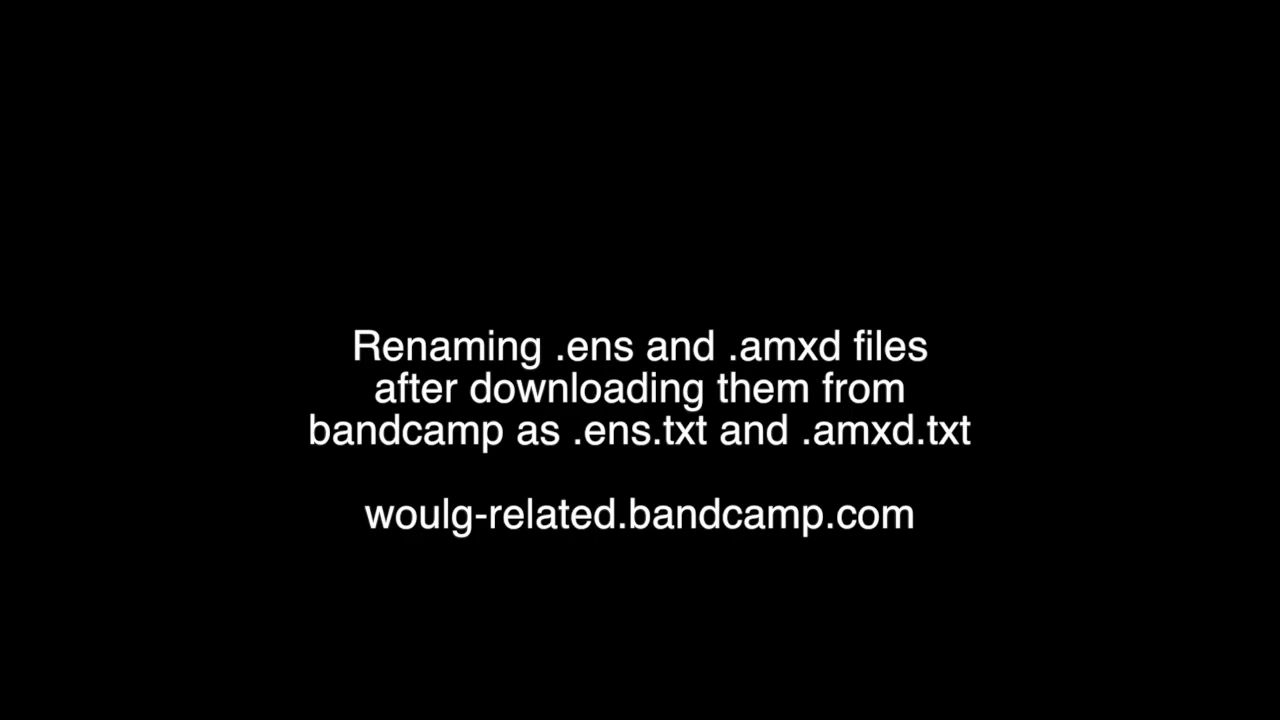 Renaming .ens and .amxd files
after downloading them from
bandcamp as .ens.txt and .amxd.txt
woulg-related.bandcamp.com